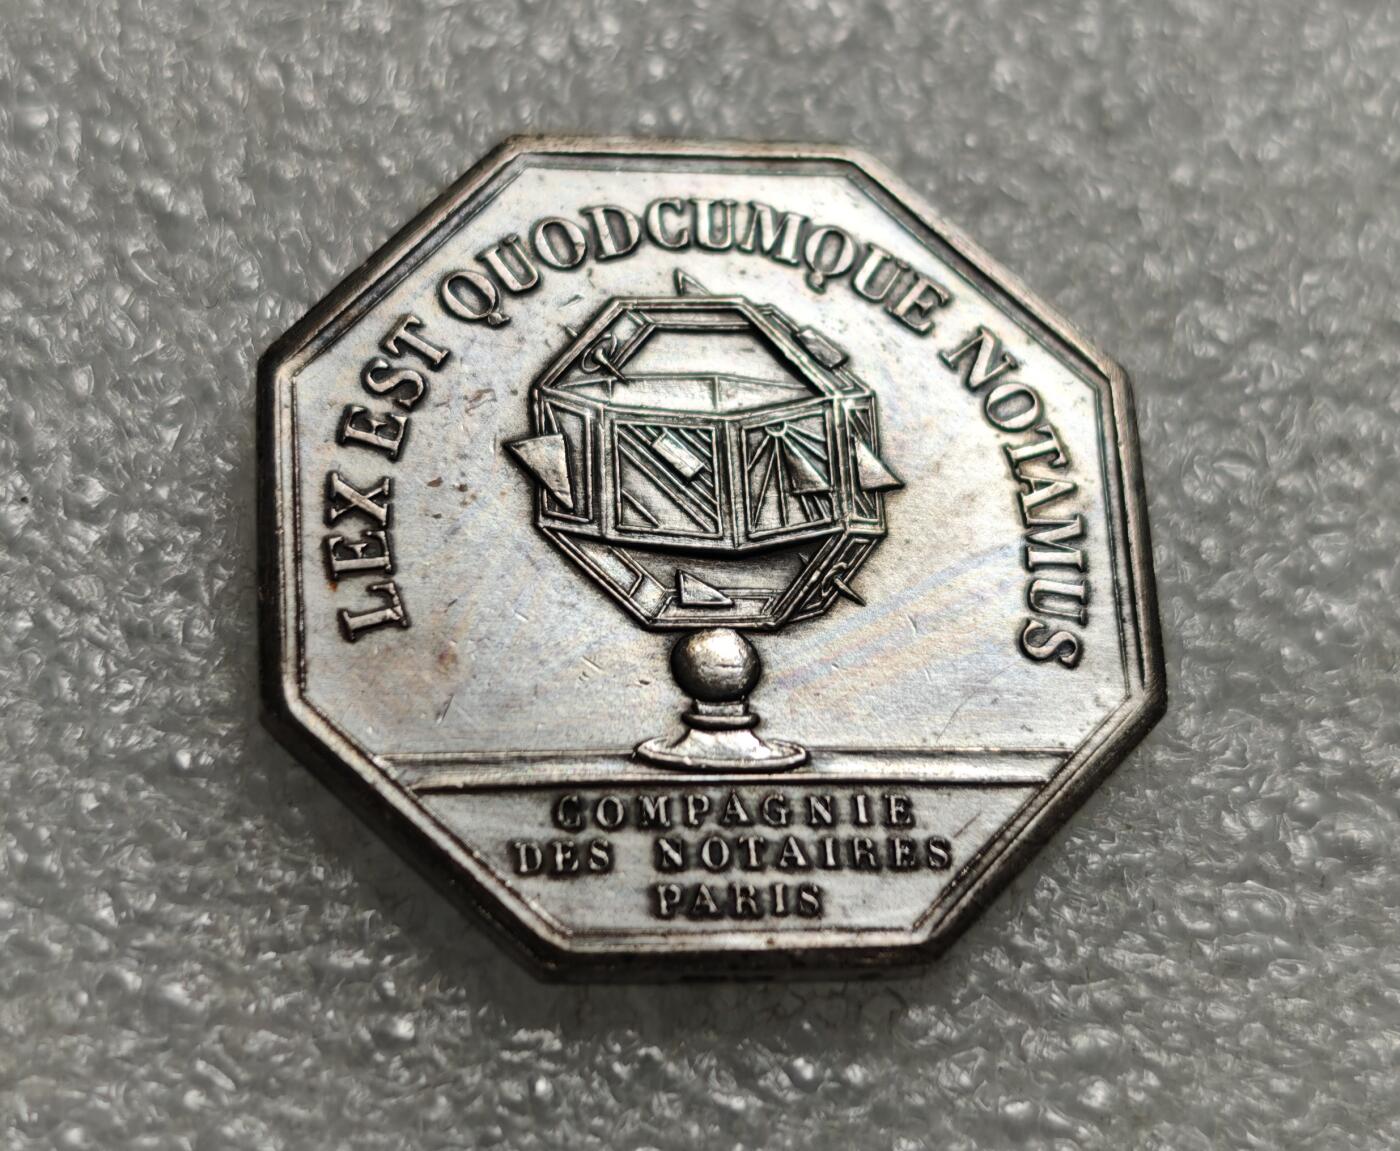 LEX EST QUODCUMQUE NOTAMUS
COMPAGNIE
DES NOTAIRES
PARIS